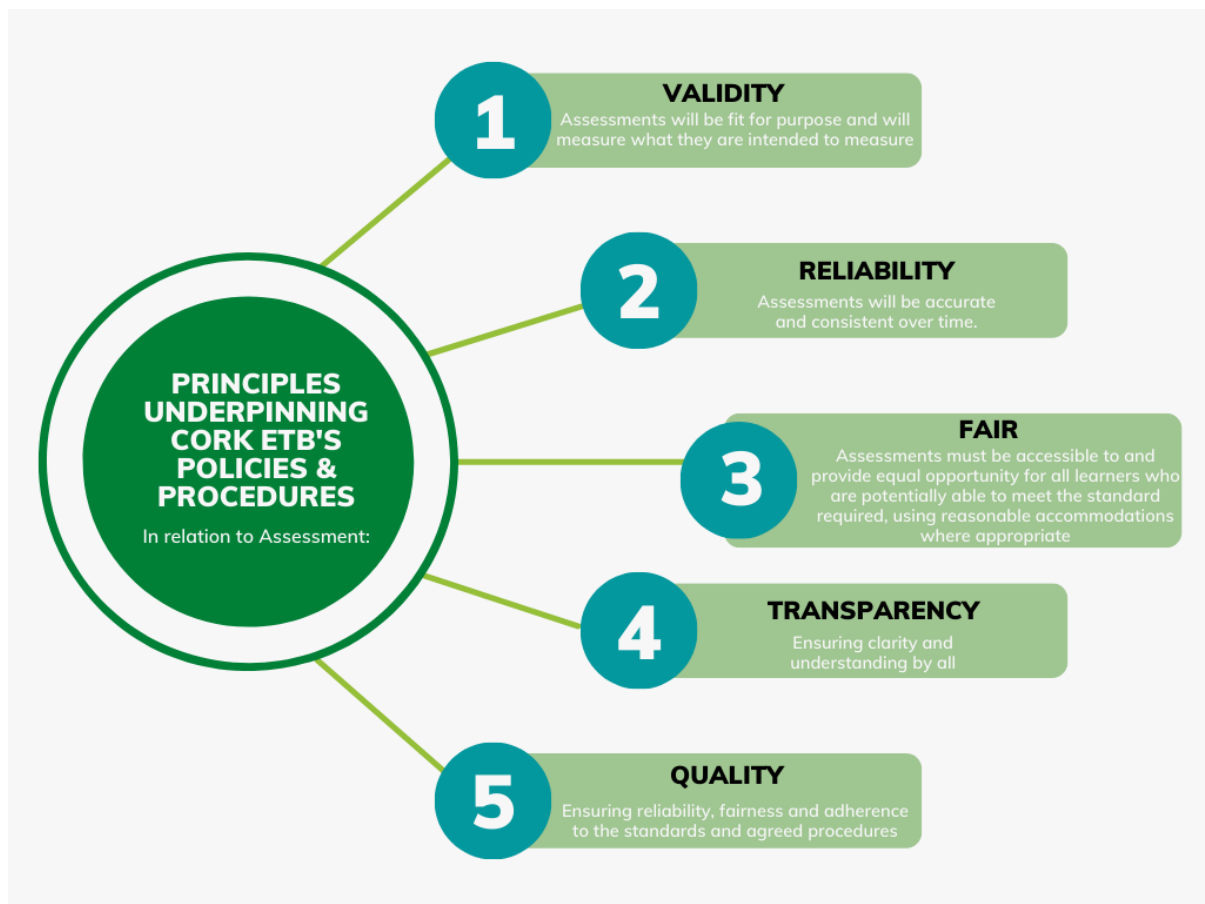 PRINCIPLES
UNDERPINNING
CORK ETB'S
POLICIES &
PROCEDURES
In relation to Assessment:
1
VALIDITY
Assessments will be fit for purpose and will
measure what they are intended to measure
2
RELIABILITY
Assessments will be accurate
and consistent over time.
3
FAIR
Assessments must be accessible to and
provide equal opportunity for all learners who
are potentially able to meet the standard
required, using reasonable accommodations
where appropriate
4
TRANSPARENCY
Ensuring clarity and
understanding by all
5
QUALITY
Ensuring reliability, fairness and adherence
to the standards and agreed procedures